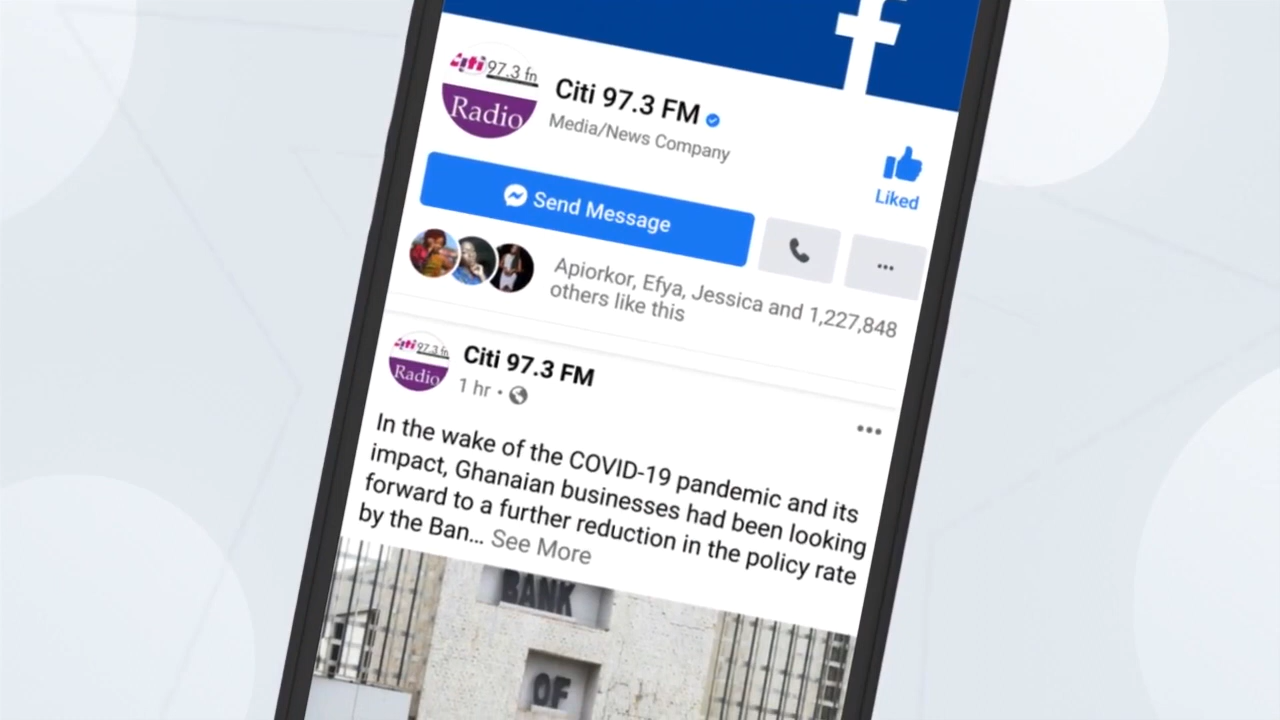 f
citi 97.3 fm
Radio
Citi 97.3 FM
Media/News Company
Liked
Send Message
Apiorkor, Efya, Jessica and 1,227,848
others like this
citi 97.3 fm
Radio
Citi 97.3 FM
1 hr •
In the wake of the COVID-19 pandemic and its
impact, Ghanaian businesses had been looking
forward to a further reduction in the policy rate
by the Ban... See More
BANK
OF